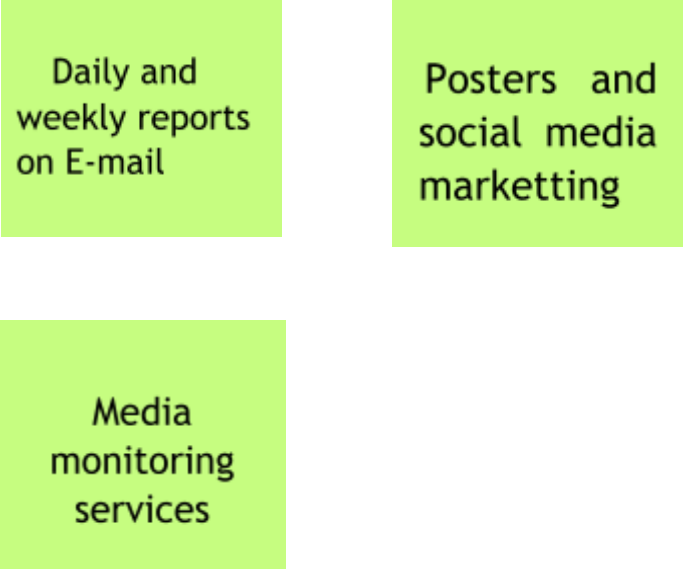 Daily and
weekly reports
on E-mail
Posters and
social media
marketting
Media
monitoring
services